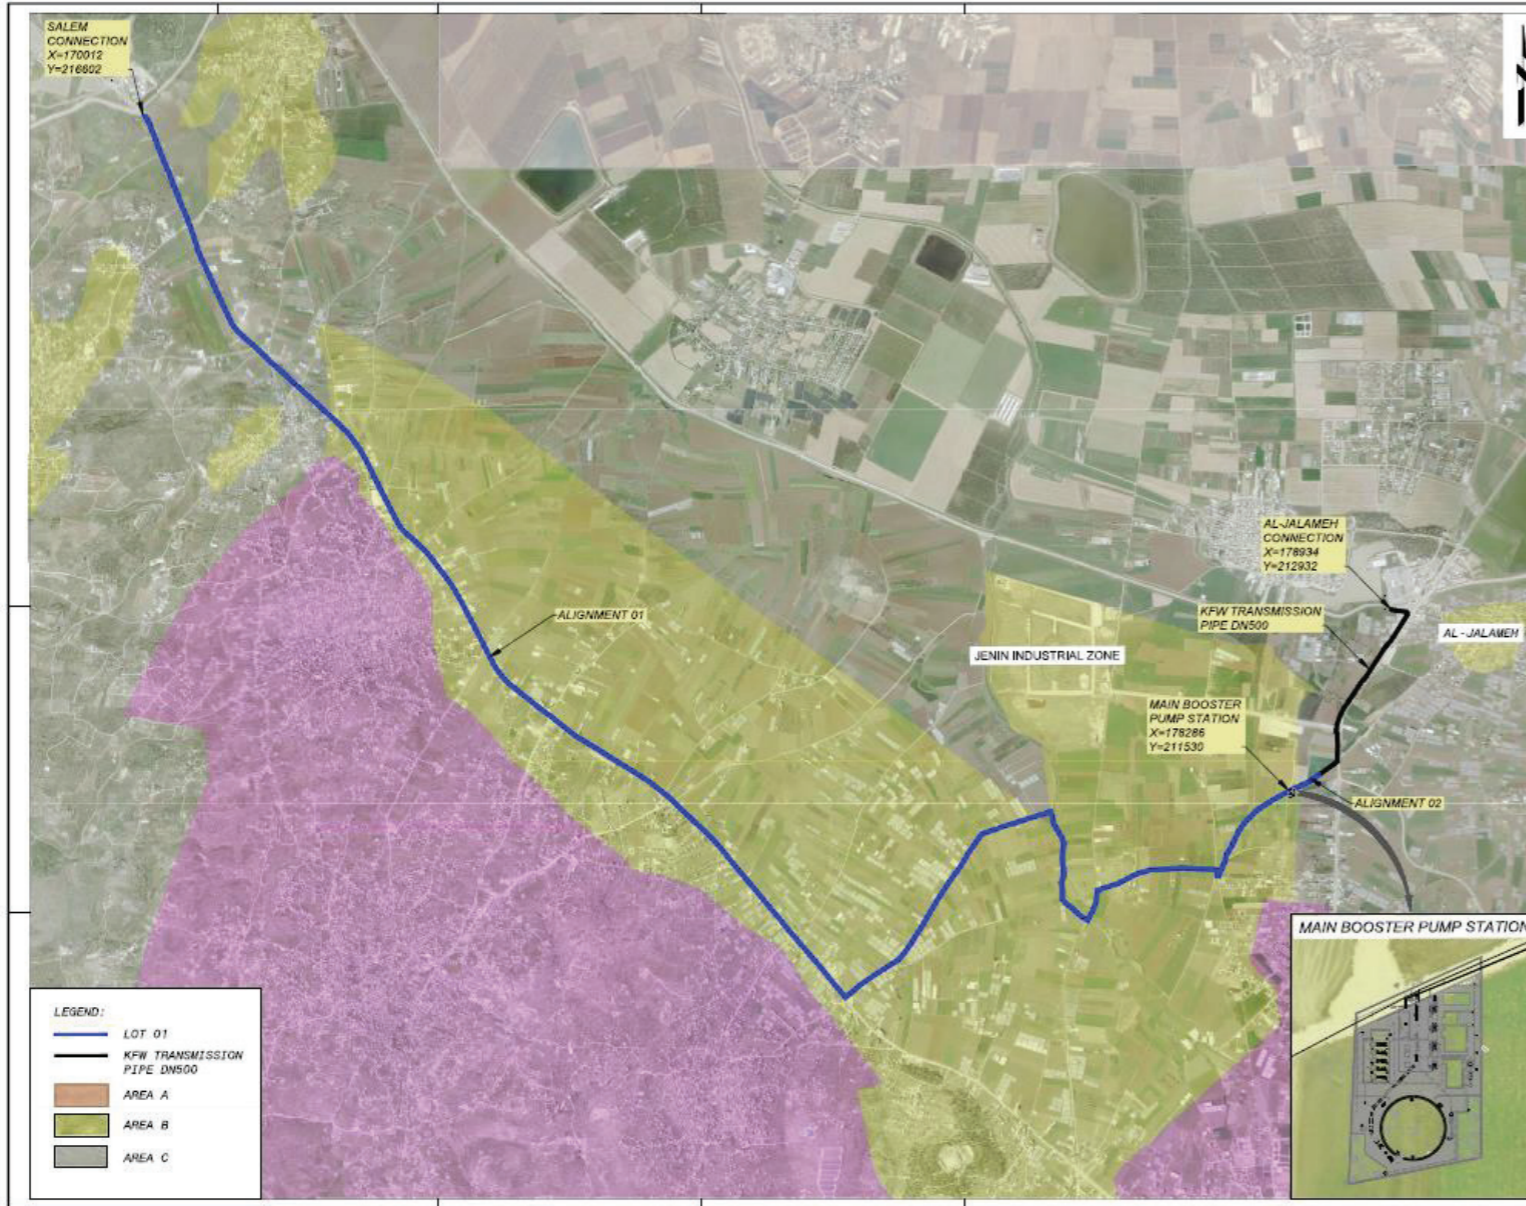 SALEM
CONNECTION
X=170012
Y=216602
AL-JALAMEH
CONNECTION
X=178934
Y=212932
KFW TRANSMISSION
PIPE DN500
AL-JALAMEH
ALIGNMENT 01
JENIN INDUSTRIAL ZONE
MAIN BOOSTER
PUMP STATION
X=178286
Y=211530
ALIGNMENT 02
MAIN BOOSTER PUMP STATION
LEGEND:
LOT 01
KFW TRANSMISSION
PIPE DN500
AREA A
AREA B
AREA C